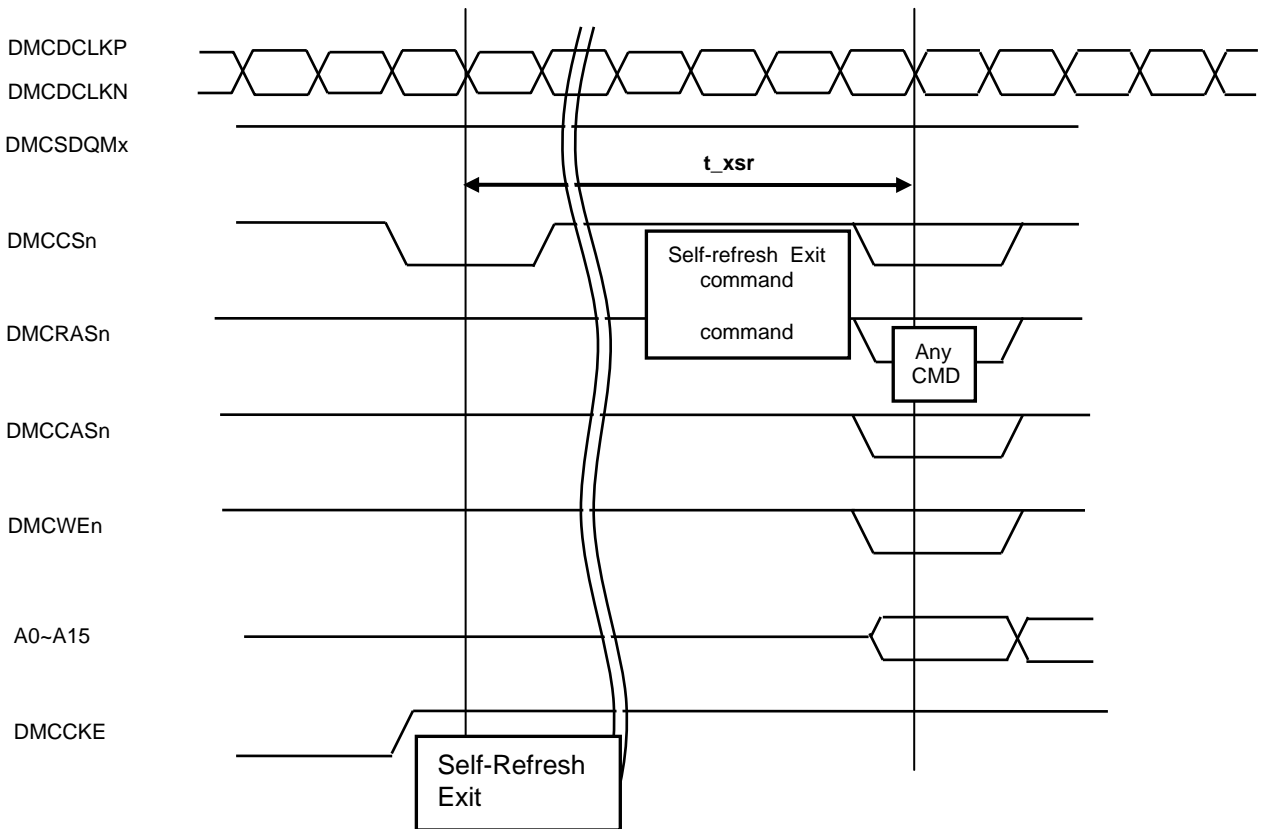 DMCDCLKP
DMCDCLKN
DMCSDQMx
t_xsr
DMCCSn
Self-refresh Exit
command
command
DMCRASn
Any
CMD
DMCCASn
DMCWEn
A0~A15
DMCCKE
Self-Refresh
Exit